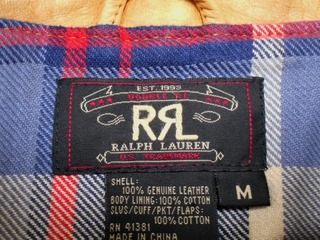 EST. 1993
DOUBLE RL
RRL
RALPH LAUREN
U.S. TRADEMARK
SHELL:
100% GENUINE LEATHER
BODY LINING: 100% COTTON
SLVS/CUFF/PKT/FLAPS:
100% COTTON
RN 41381
MADE IN CHINA
M